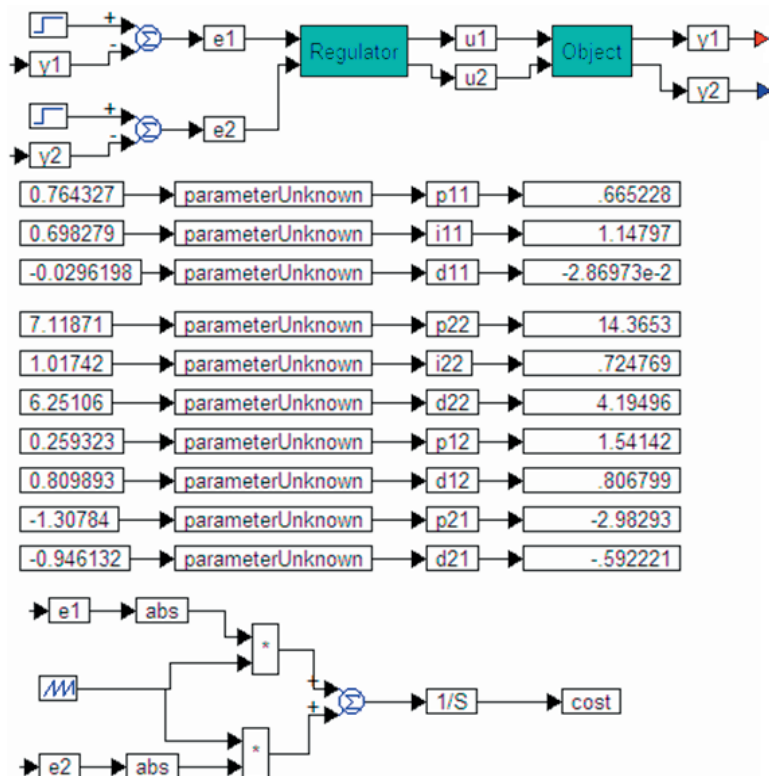 +
- Σ e1 Regulator u1 Object y1
y1
u2
y2
+
- Σ e2
y2
0.764327 parameterUnknown p11 .665228
0.698279 parameterUnknown i11 1.14797
-0.0296198 parameterUnknown d11 -2.86973e-2
7.11871 parameterUnknown p22 14.3653
1.01742 parameterUnknown i22 .724769
6.25106 parameterUnknown d22 4.19496
0.259323 parameterUnknown p12 1.54142
0.809893 parameterUnknown d12 .806799
-1.30784 parameterUnknown p21 -2.98293
-0.946132 parameterUnknown d21 -.592221
e1 abs
*
+
+ Σ 1/S cost
*
e2 abs